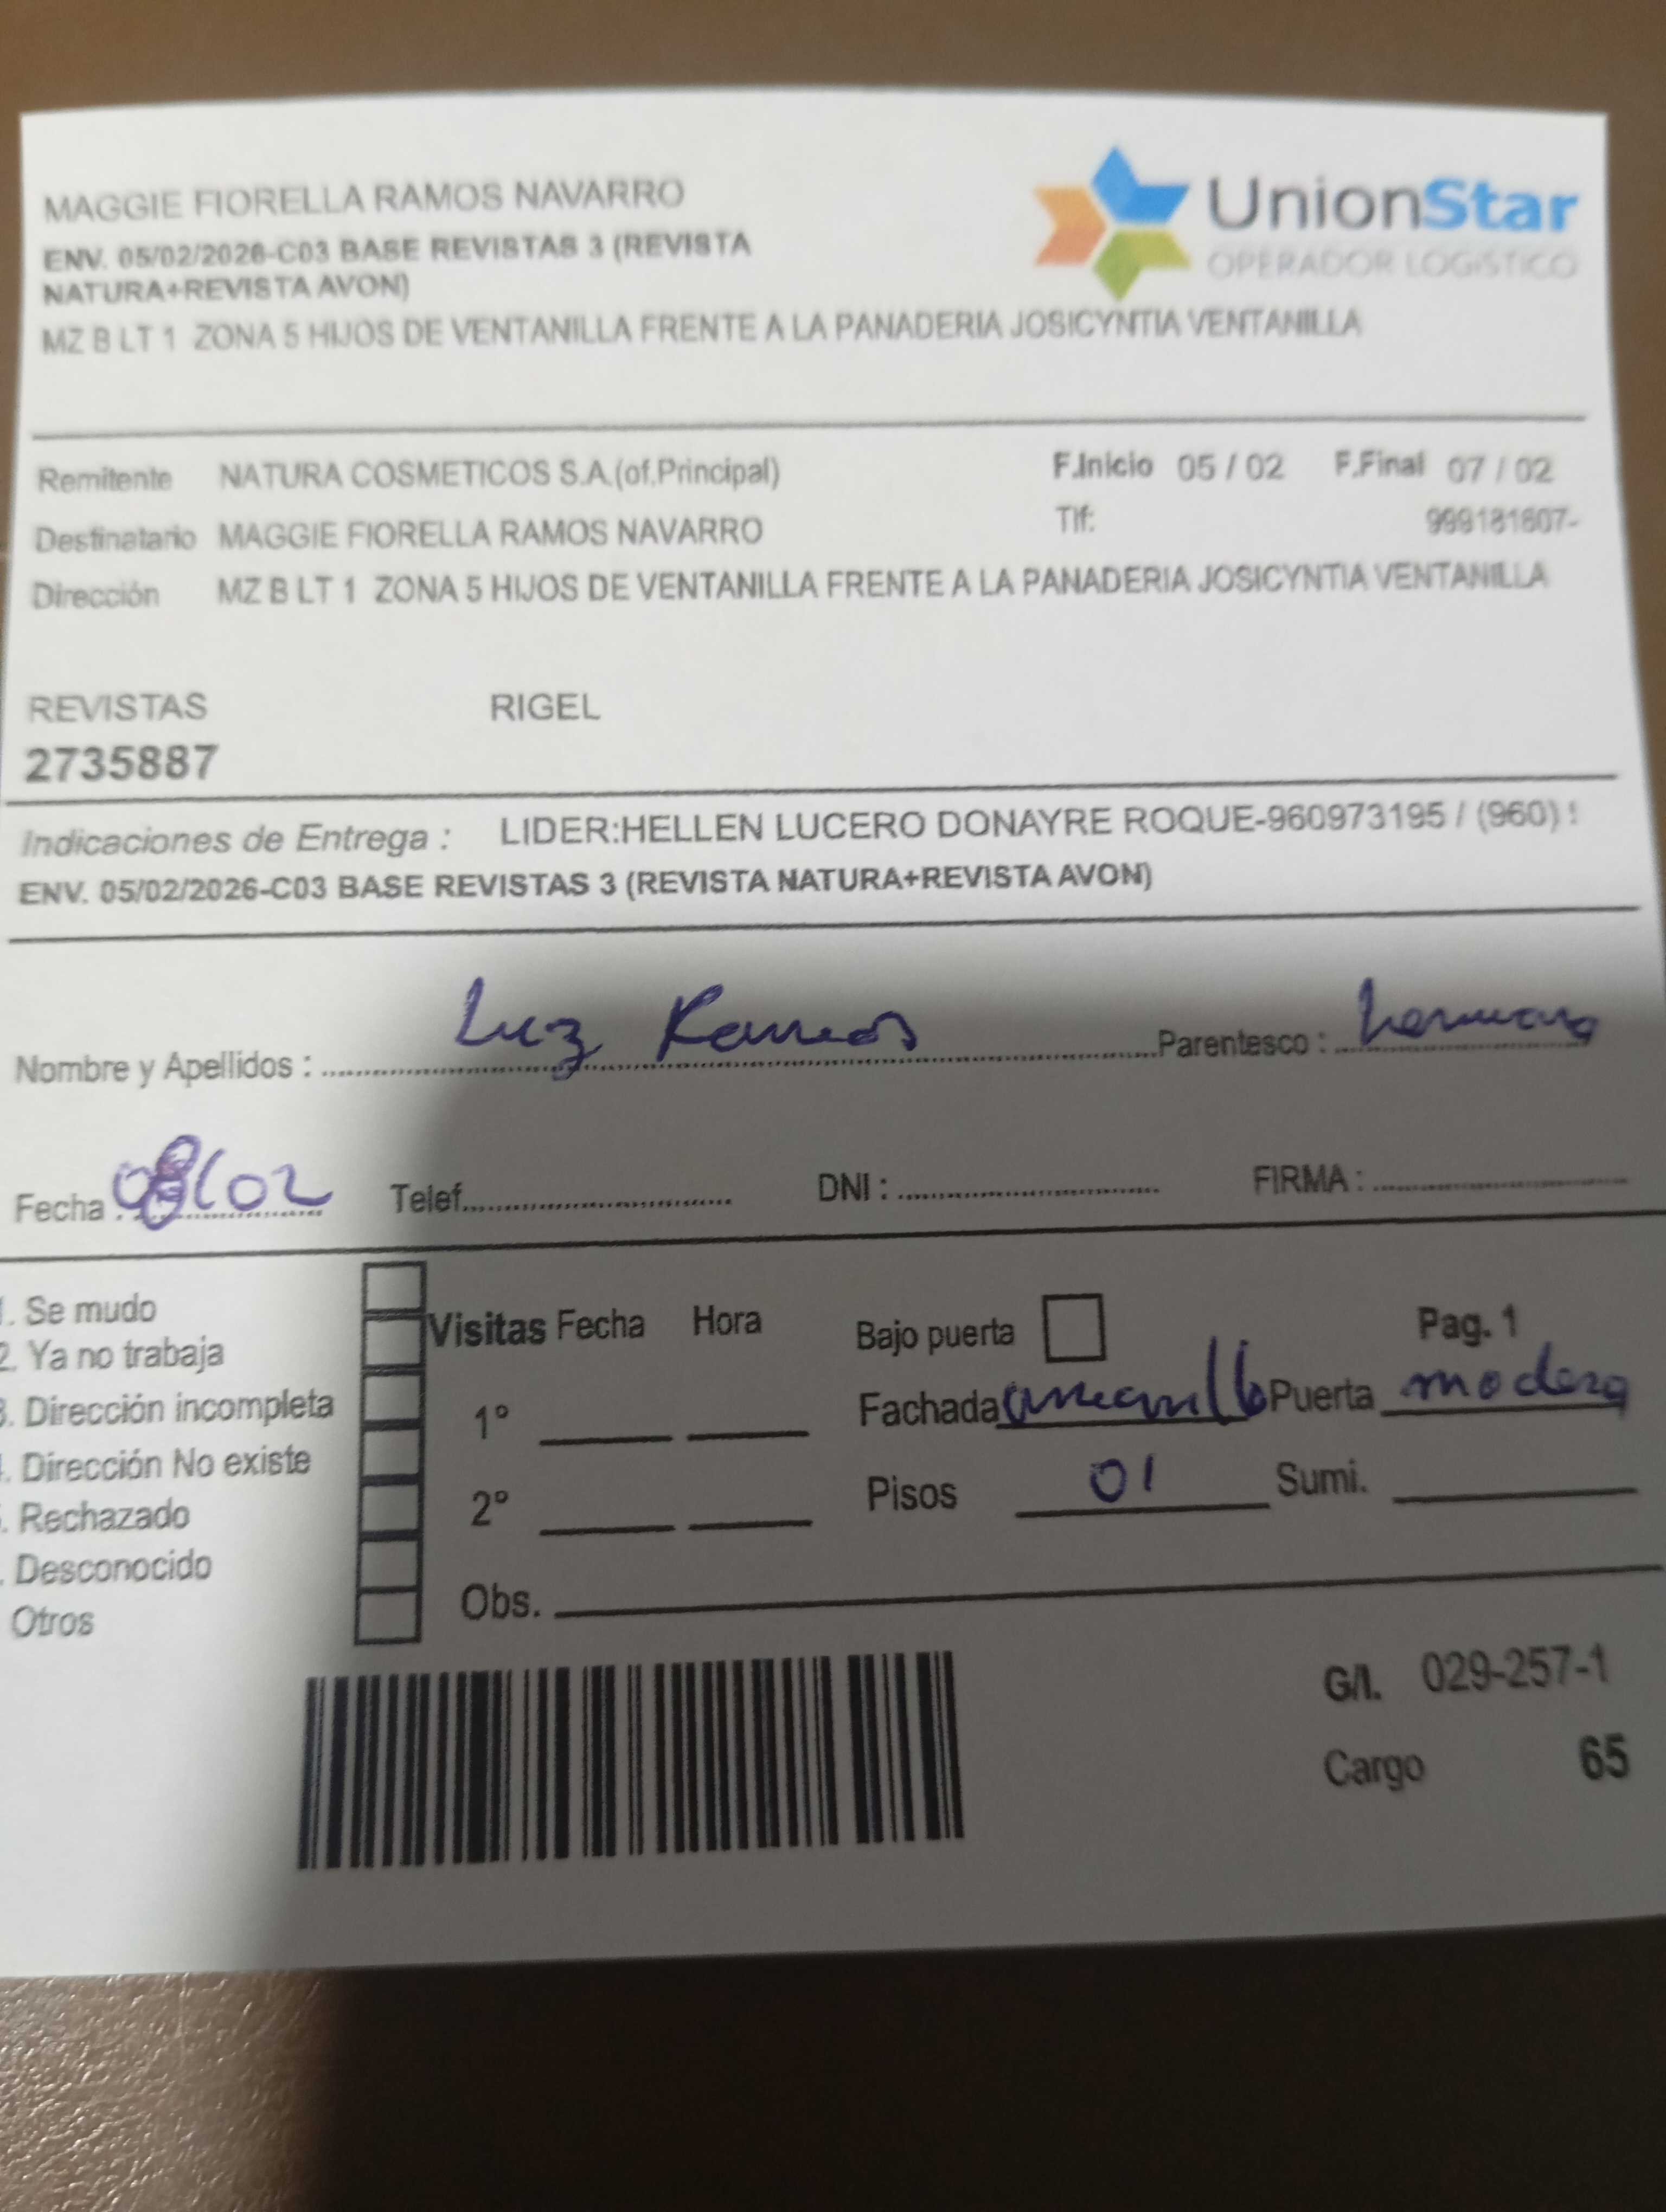 MAGGIE FIORELLA RAMOS NAVARRO
UnionStar
OPERADOR LOGISTICO
ENV. 05/02/2026-C03 BASE REVISTAS 3 (REVISTA
NATURA+REVISTA AVON)
MZ B LT 1 ZONA 5 HIJOS DE VENTANILLA FRENTE A LA PANADERIA JOSICYNTIA VENTANILLA
Remitente NATURA COSMETICOS S.A.(of.Principal) F.Inicio 05 / 02 F.Final 07 / 02
Destinatario MAGGIE FIORELLA RAMOS NAVARRO Tlf: 999181607-
Dirección MZ B LT 1 ZONA 5 HIJOS DE VENTANILLA FRENTE A LA PANADERIA JOSICYNTIA VENTANILLA
REVISTAS RIGEL
2735887
Indicaciones de Entrega : LIDER:HELLEN LUCERO DONAYRE ROQUE-960973195 / (960) !
ENV. 05/02/2026-C03 BASE REVISTAS 3 (REVISTA NATURA+REVISTA AVON)
Nombre y Apellidos : Luz Ramos Parentesco : hermana
Fecha : 08/02 Telef. DNI : FIRMA :
. Se mudo
2. Ya no trabaja
3. Dirección incompleta
. Dirección No existe
. Rechazado
. Desconocido
Otros
Visitas Fecha Hora
1°
2°
Obs.
Bajo puerta Pag. 1
Fachada amarillo Puerta madera
Pisos 01 Sumi.
G/I. 029-257-1
Cargo 65